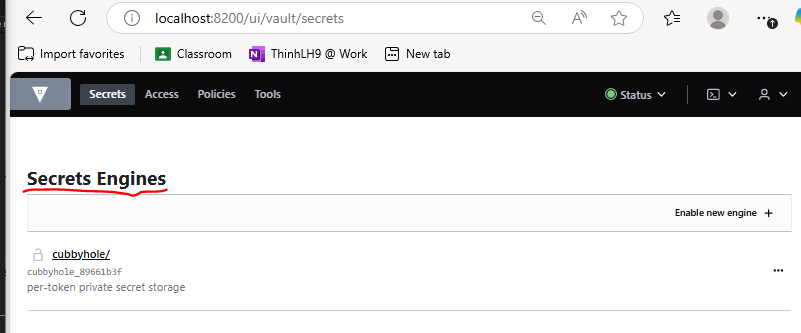 localhost:8200/ui/vault/secrets
Import favorites Classroom ThinhLH9 @ Work New tab
Secrets Access Policies Tools Status
Secrets Engines
Enable new engine +
cubbyhole/
cubbyhole_89661b3f
per-token private secret storage